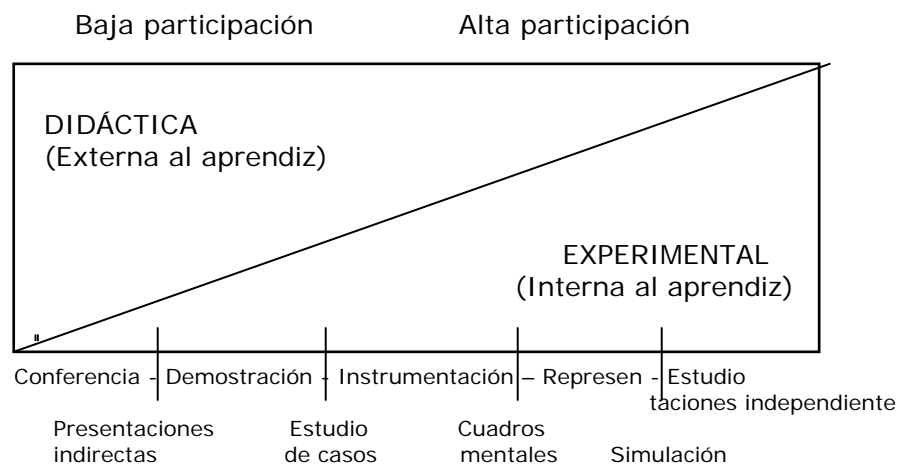 Baja participación Alta participación
DIDÁCTICA
(Externa al aprendiz)
EXPERIMENTAL
(Interna al aprendiz)
Conferencia - Demostración - Instrumentación – Represen - Estudio
taciones independiente
Presentaciones Estudio Cuadros
indirectas de casos mentales Simulación